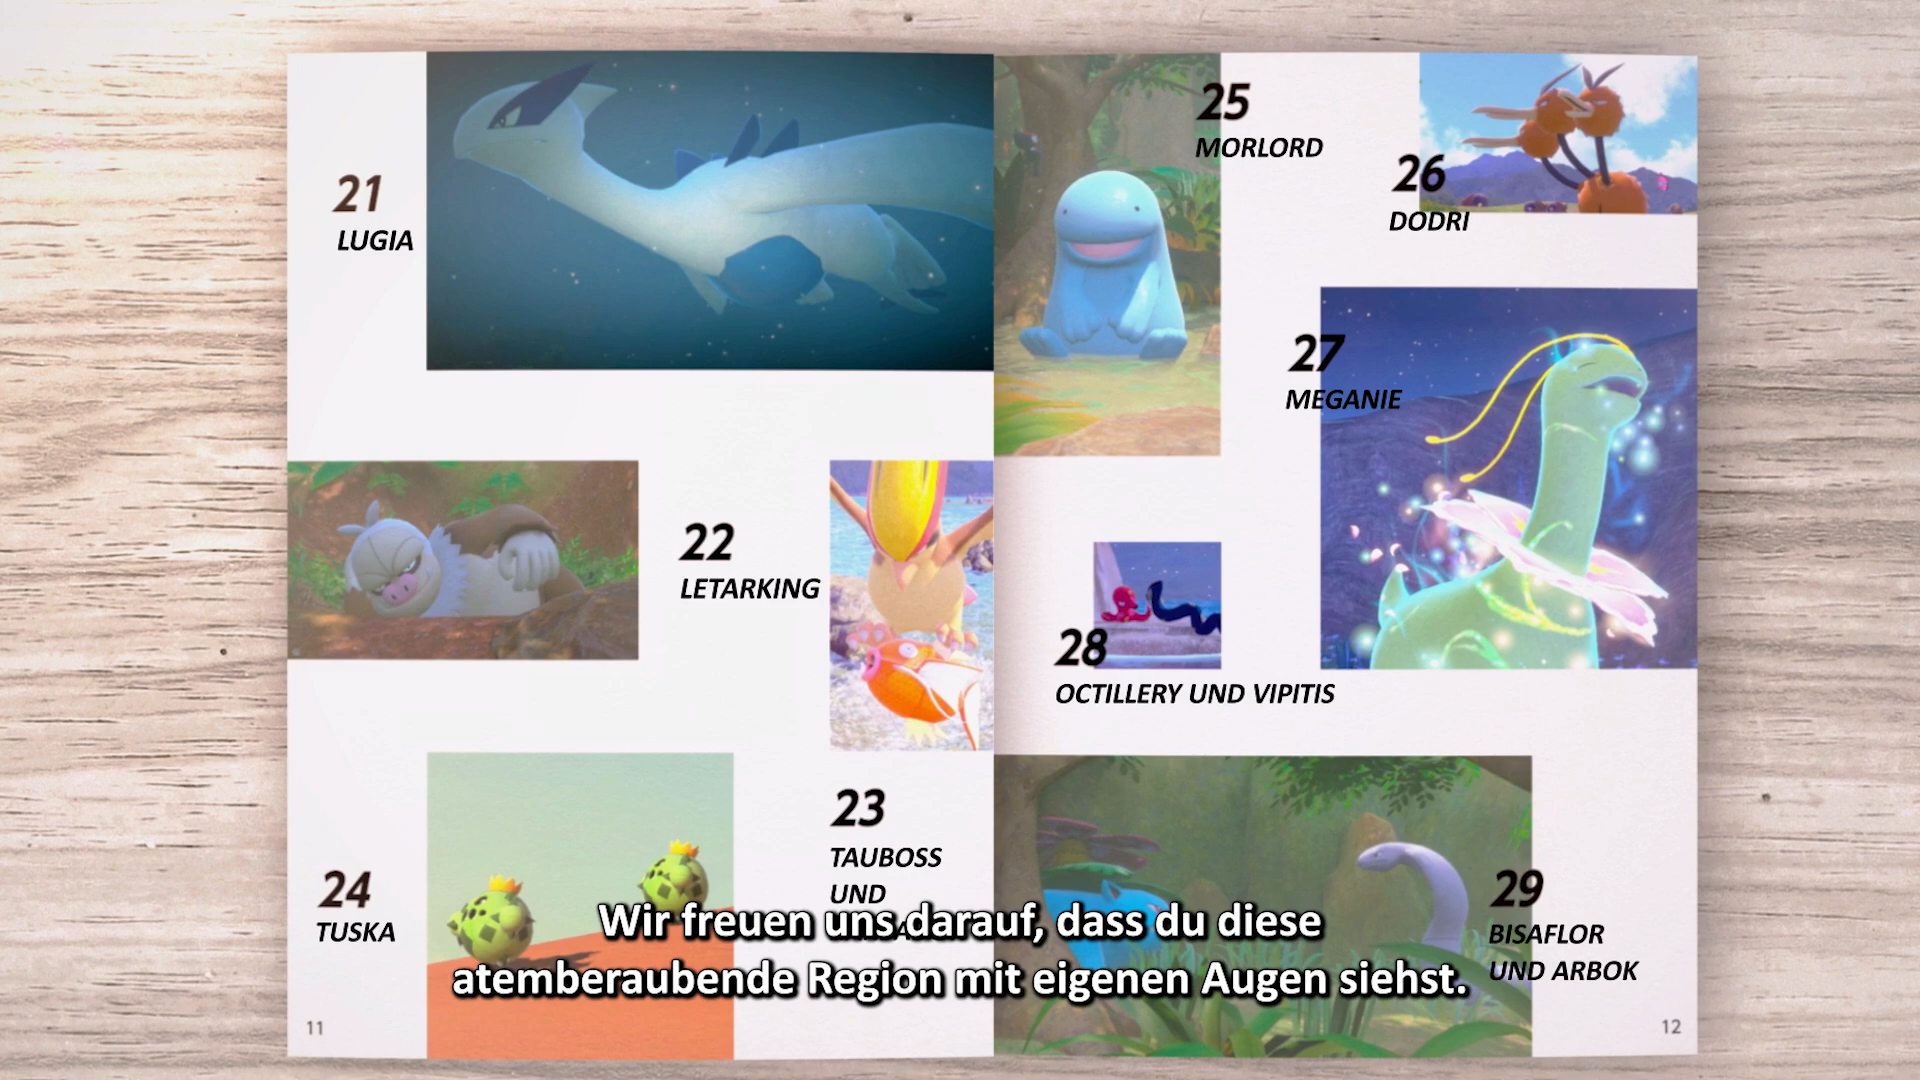 21
LUGIA
22
LETARKING
23
TAUBOSS
UND
24
TUSKA
11
25
MORLORD
26
DODRI
27
MEGANIE
28
OCTILLERY UND VIPITIS
29
BISAFLOR
UND ARBOK
12
Wir freuen uns darauf, dass du diese
atemberaubende Region mit eigenen Augen siehst.